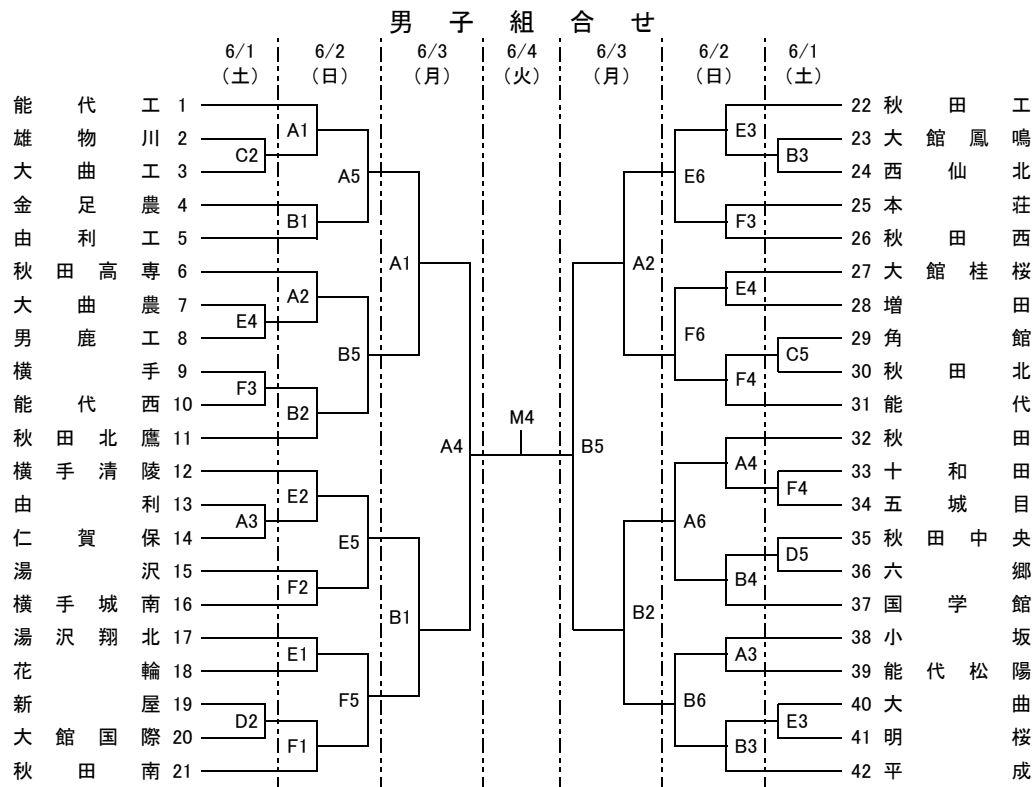 男子組合せ
6/1 6/2 6/3 6/4 6/3 6/2 6/1
（土） （日） （月） （火） （月） （日） （土）
能代工 1 22 秋田工
A1 E3
雄物川 2 23 大館鳳鳴
C2 B3
大曲工 3 24 西仙北
A5 E6
金足農 4 25 本荘
B1 F3
由利工 5 26 秋田西
A1 A2
秋田高専 6 27 大館桂桜
A2 E4
大曲農 7 28 増田
E4 F6
男鹿工 8 29 角館
B5 C5
横手 9 30 秋田北
F3 F4
能代西 10 31 能代
B2 M4
秋田北鷹 11 32 秋田
A4 B5 A4
横手清陵 12 33 十和田
E2 F4
由利 13 34 五城目
A3 A6
仁賀保 14 35 秋田中央
E5 D5
湯沢 15 36 六郷
F2 B4
横手城南 16 37 国学館
B1 B2
湯沢翔北 17 38 小坂
E1 A3
花輪 18 39 能代松陽
F5 B6
新屋 19 40 大曲
D2 E3
大館国際 20 41 明桜
F1 B3
秋田南 21 42 平成